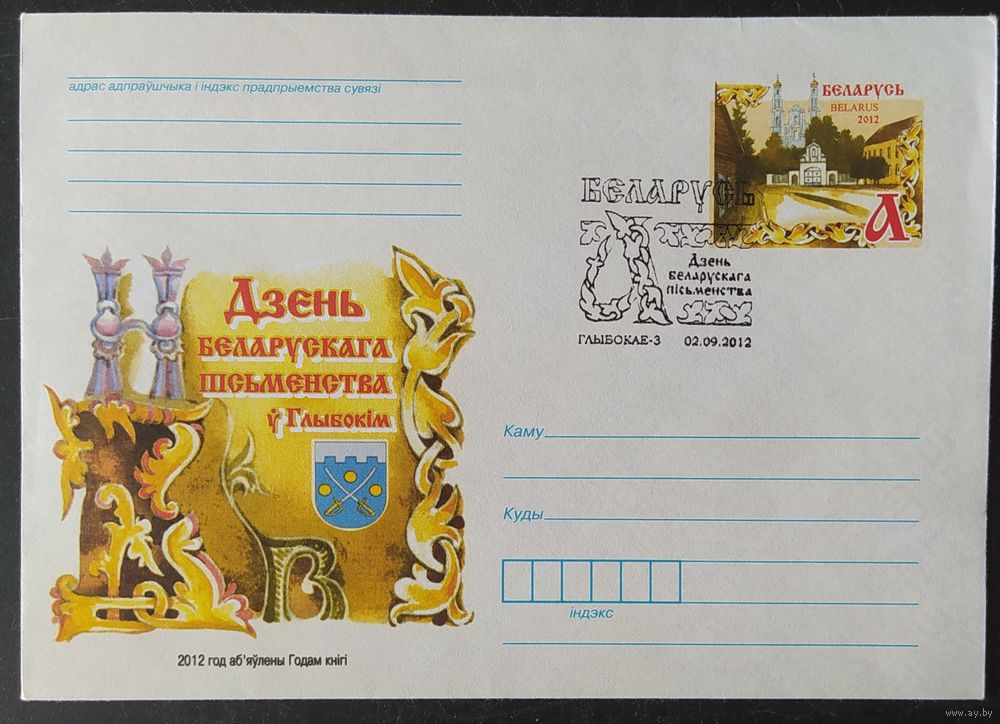 адрас адпраўшчыка і індэкс прадпрыемства сувязі
БЕЛАРУСЬ
BELARUS
2012
А
БЕЛАРУСЬ
Дзень
беларускага
пісьменства
ГЛЫБОКАЕ-3 02.09.2012
Дзень
беларускага
пісьменства
ў Глыбокім
Каму
Куды
індэкс
2012 год аб'яўлены Годам кнігі
www.ay.by